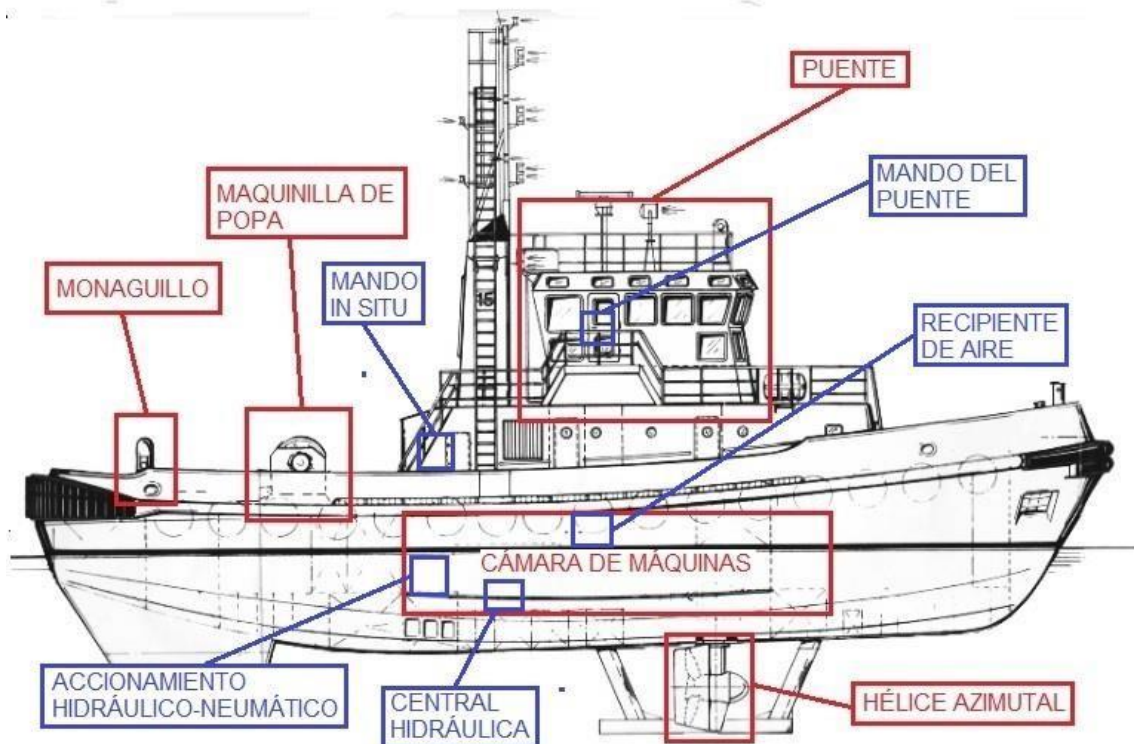 PUENTE
MANDO DEL
PUENTE
MAQUINILLA DE
POPA
MONAGUILLO
MANDO
IN SITU
15
RECIPIENTE
DE AIRE
CÁMARA DE MÁQUINAS
ACCIONAMIENTO
HIDRÁULICO-NEUMÁTICO
CENTRAL
HIDRÁULICA
HÉLICE AZIMUTAL